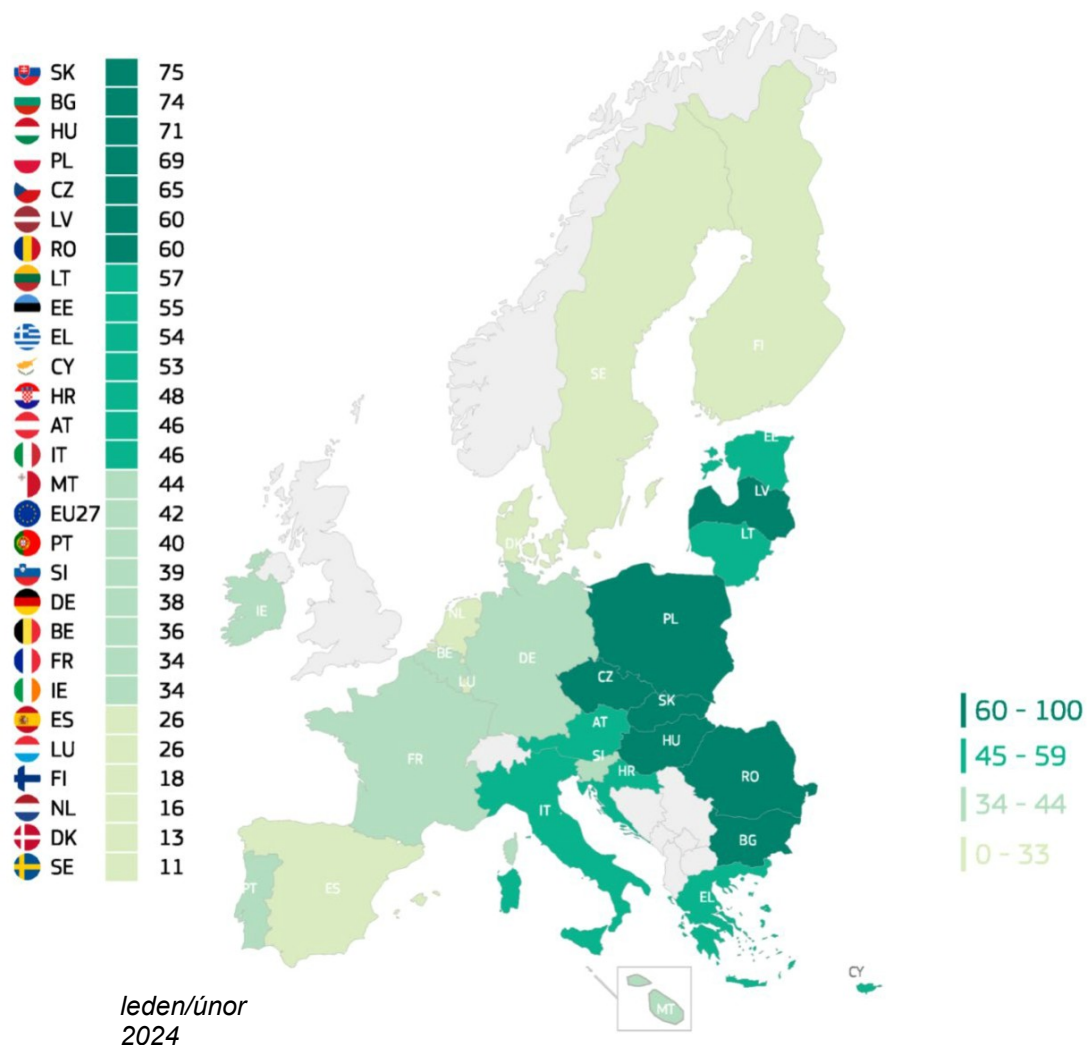 SK 75
BG 74
HU 71
PL 69
CZ 65
LV 60
RO 60
LT 57
EE 55
EL 54
CY 53
HR 48
AT 46
IT 46
MT 44
EU27 42
PT 40
SI 39
DE 38
BE 36
FR 34
IE 34
ES 26
LU 26
FI 18
NL 16
DK 13
SE 11
leden/únor
2024
FI
SE
EE
LV
LT
DK
IE
NL
PL
BE
DE
LU
CZ
SK
AT
HU
FR
SI
HR
RO
IT
BG
PT
ES
EL
CY
MT
60 - 100
45 - 59
34 - 44
0 - 33